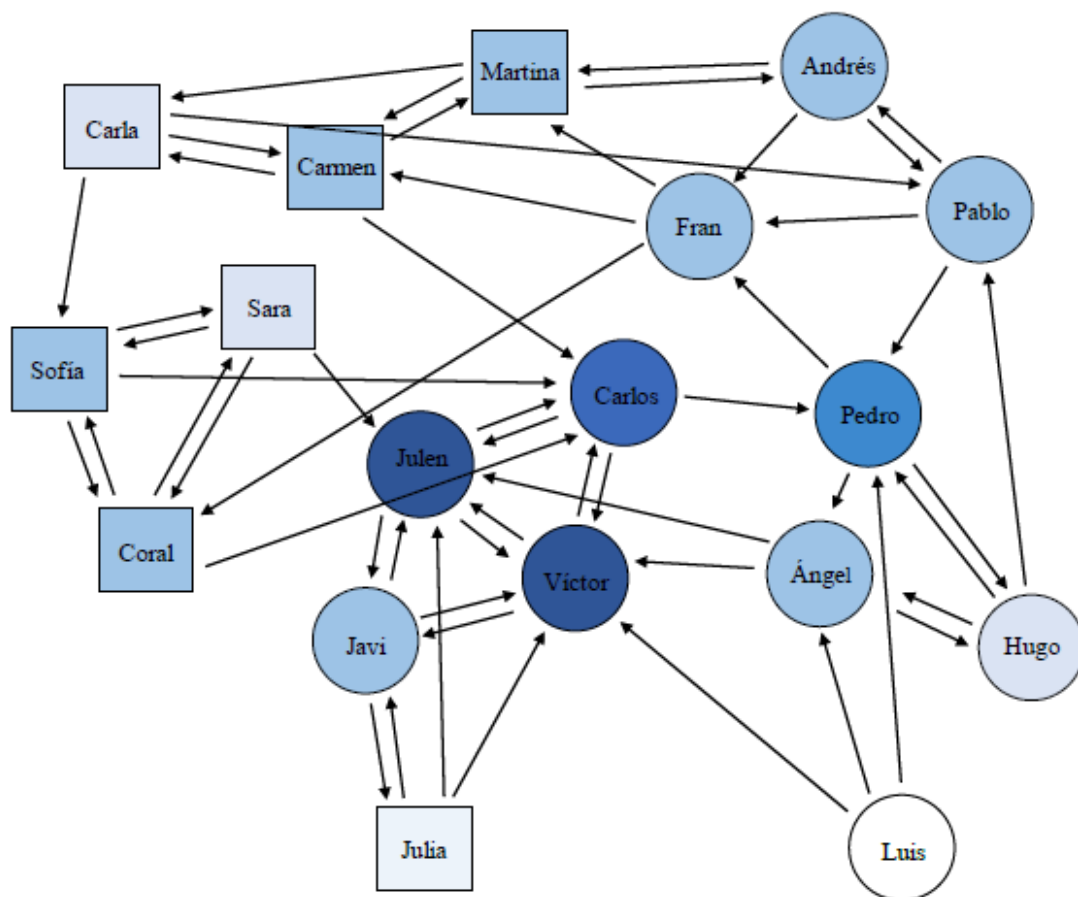 Andrés
Martina
Carla
Carmen
Pablo
Fran
Sara
Sofía
Carlos
Pedro
Julen
Coral
Víctor
Ángel
Javi
Hugo
Julia
Luis